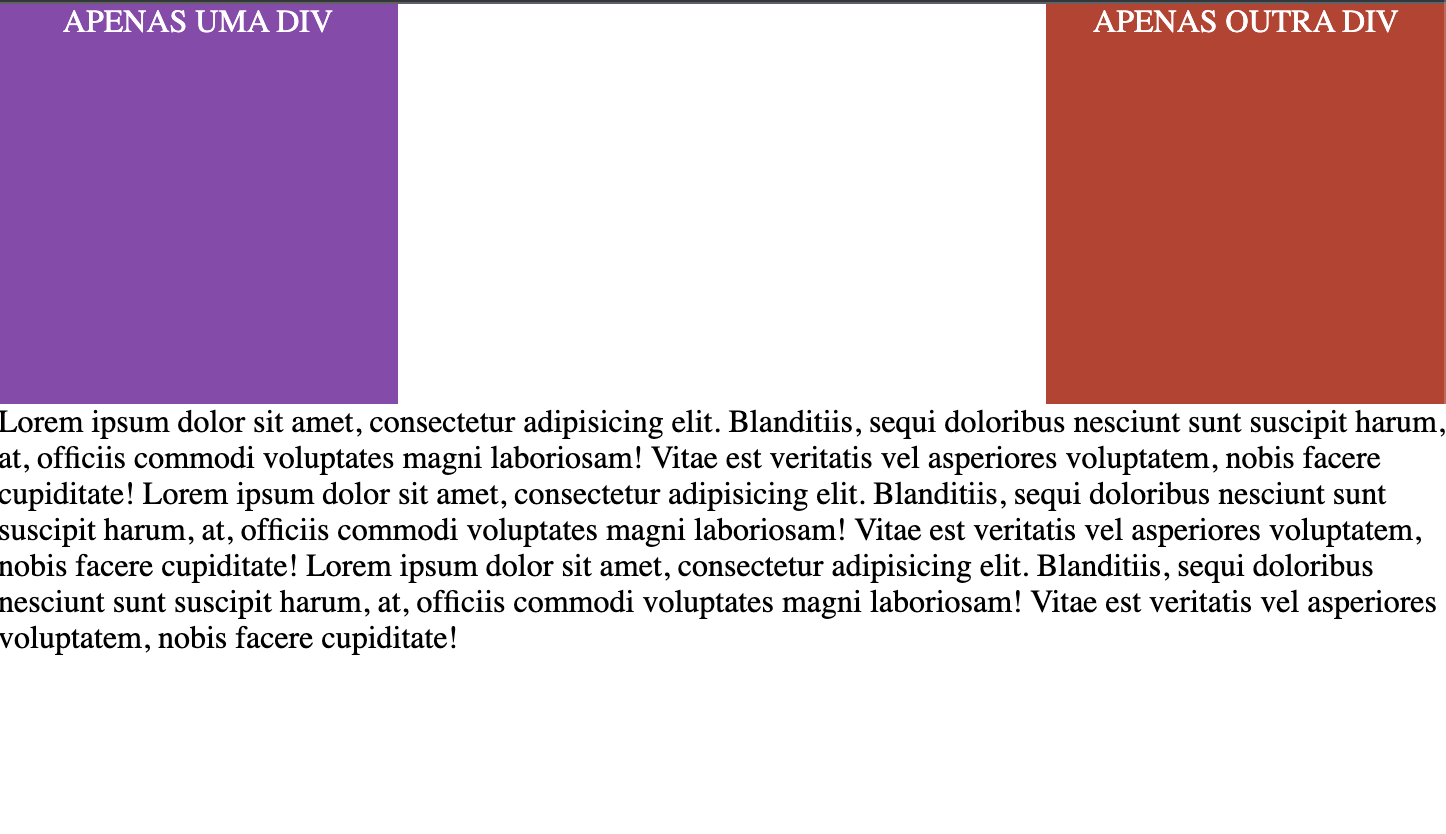 APENAS UMA DIV
APENAS OUTRA DIV
Lorem ipsum dolor sit amet, consectetur adipisicing elit. Blanditiis, sequi doloribus nesciunt sunt suscipit harum,
at, officiis commodi voluptates magni laboriosam! Vitae est veritatis vel asperiores voluptatem, nobis facere
cupiditate! Lorem ipsum dolor sit amet, consectetur adipisicing elit. Blanditiis, sequi doloribus nesciunt sunt
suscipit harum, at, officiis commodi voluptates magni laboriosam! Vitae est veritatis vel asperiores voluptatem,
nobis facere cupiditate! Lorem ipsum dolor sit amet, consectetur adipisicing elit. Blanditiis, sequi doloribus
nesciunt sunt suscipit harum, at, officiis commodi voluptates magni laboriosam! Vitae est veritatis vel asperiores
voluptatem, nobis facere cupiditate!